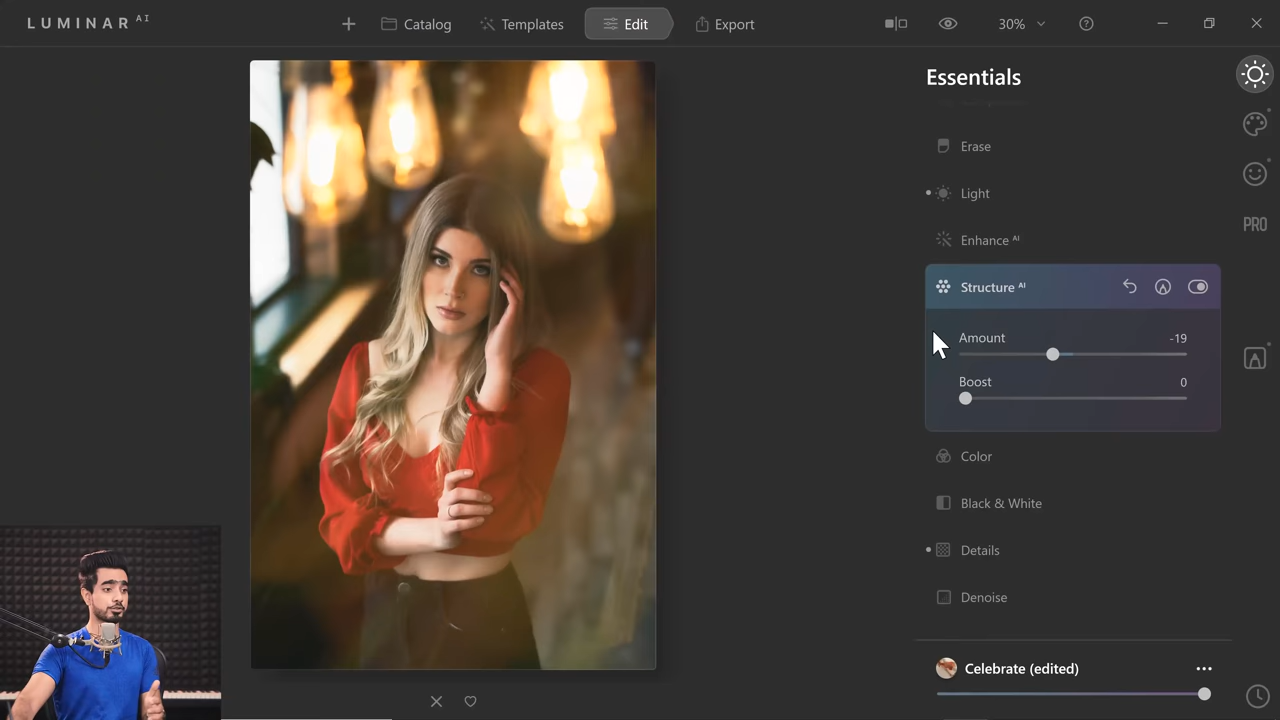 LUMINAR AI
Catalog
Templates
Edit
Export
30%
Essentials
Erase
Light
Enhance AI
Structure AI
Amount -19
Boost 0
Color
Black & White
Details
Denoise
Celebrate (edited)
PRO